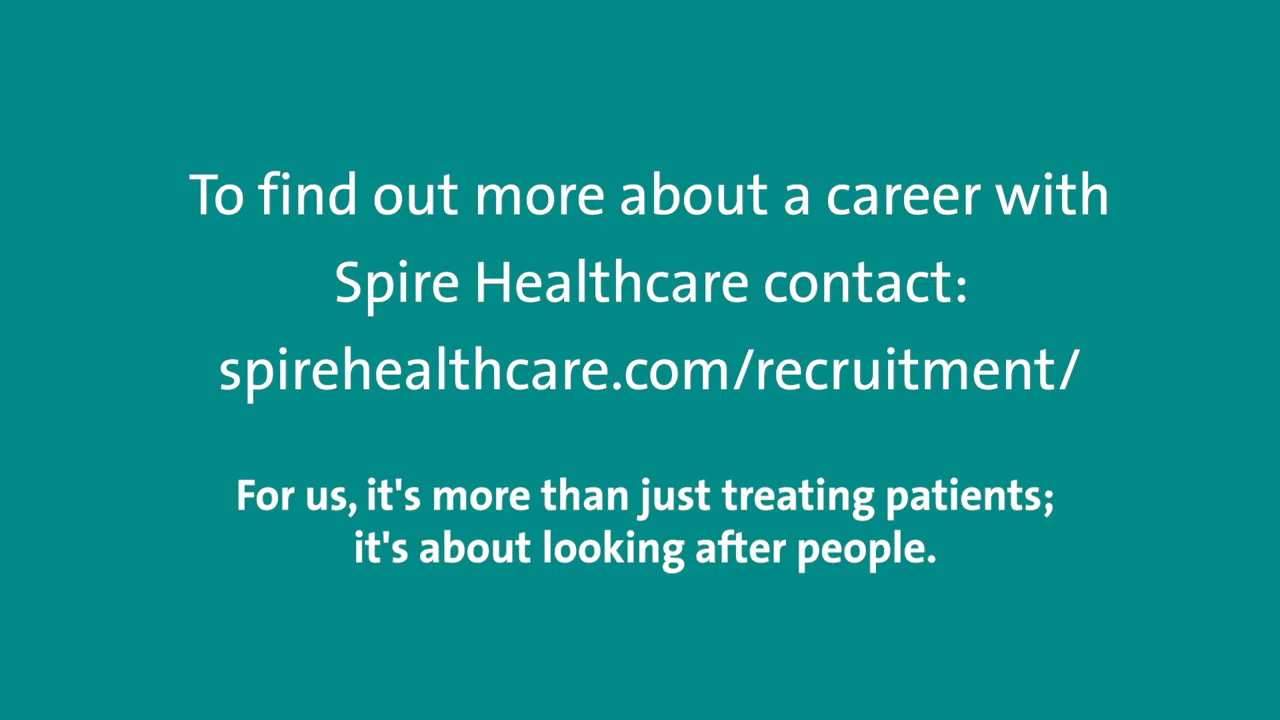 To find out more about a career with
Spire Healthcare contact:
spirehealthcare.com/recruitment/
For us, it's more than just treating patients;
it's about looking after people.